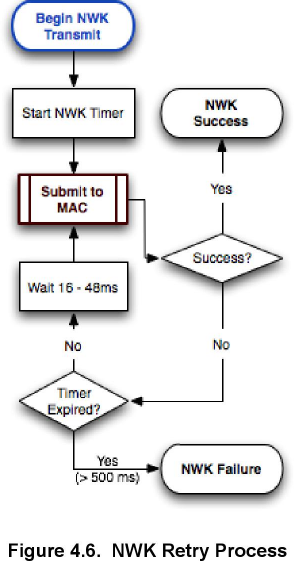 Begin NWK
Transmit
Start NWK Timer
NWK
Success
Submit to
MAC
Yes
Success?
Wait 16 - 48ms
No
No
Timer
Expired?
Yes
(> 500 ms)
NWK Failure
Figure 4.6.  NWK Retry Process